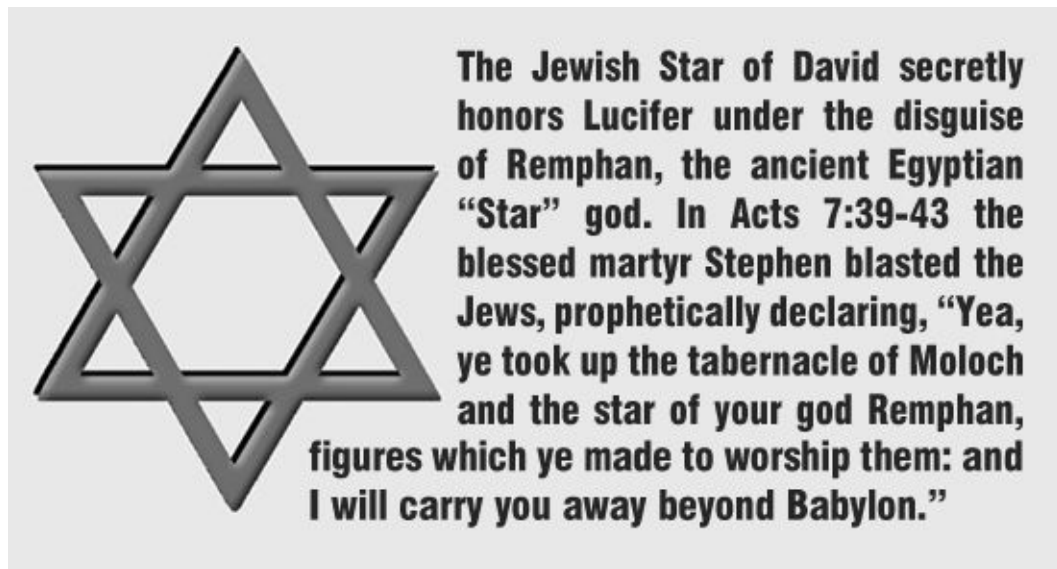 The Jewish Star of David secretly
honors Lucifer under the disguise
of Remphan, the ancient Egyptian
“Star” god. In Acts 7:39-43 the
blessed martyr Stephen blasted the
Jews, prophetically declaring, “Yea,
ye took up the tabernacle of Moloch
and the star of your god Remphan,
figures which ye made to worship them: and
I will carry you away beyond Babylon.”